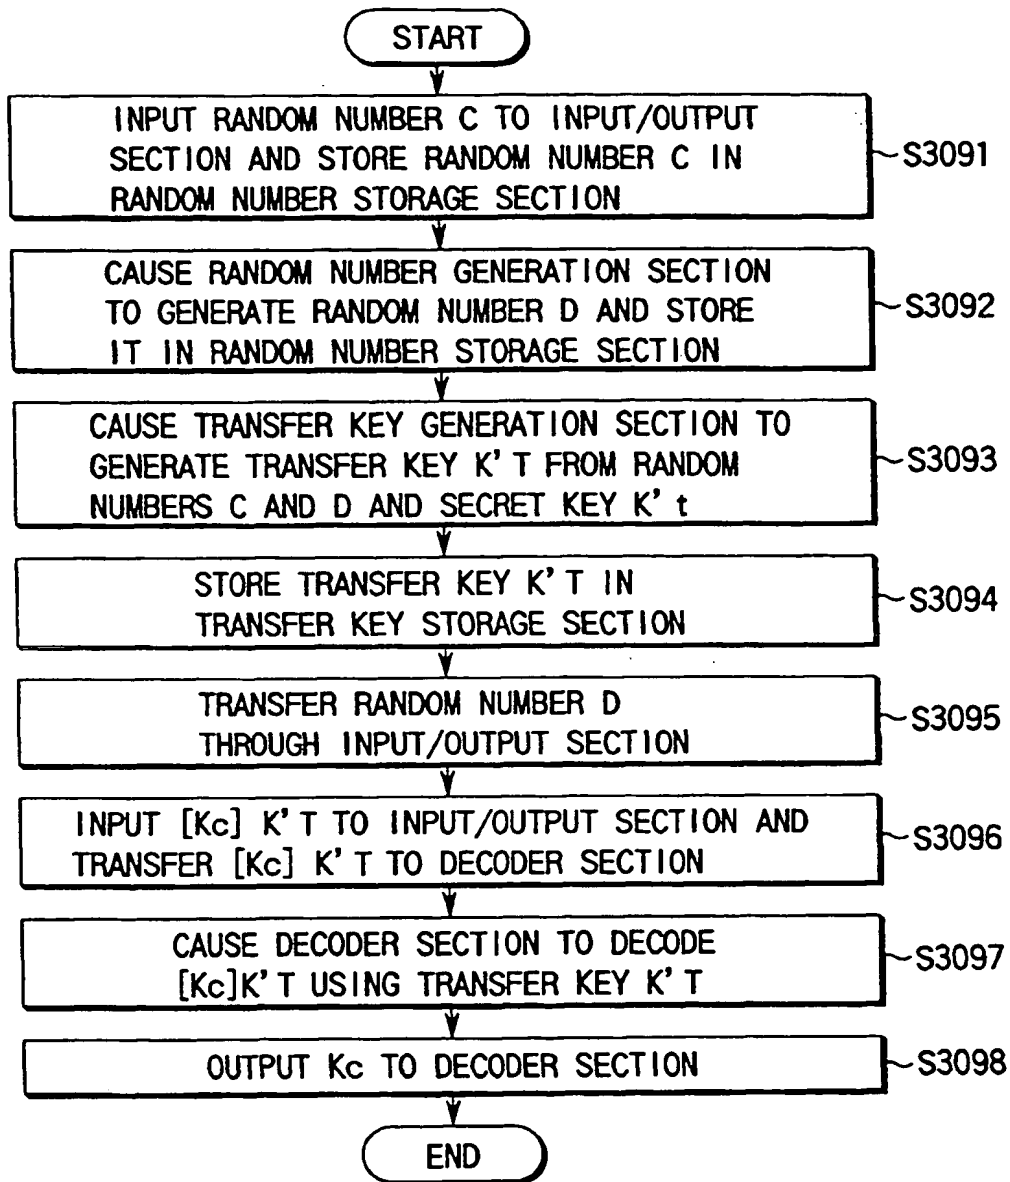 START
INPUT RANDOM NUMBER C TO INPUT/OUTPUT
SECTION AND STORE RANDOM NUMBER C IN
RANDOM NUMBER STORAGE SECTION
S3091
CAUSE RANDOM NUMBER GENERATION SECTION
TO GENERATE RANDOM NUMBER D AND STORE
IT IN RANDOM NUMBER STORAGE SECTION
S3092
CAUSE TRANSFER KEY GENERATION SECTION TO
GENERATE TRANSFER KEY K'T FROM RANDOM
NUMBERS C AND D AND SECRET KEY K't
S3093
STORE TRANSFER KEY K'T IN
TRANSFER KEY STORAGE SECTION
S3094
TRANSFER RANDOM NUMBER D
THROUGH INPUT/OUTPUT SECTION
S3095
INPUT [Kc] K'T TO INPUT/OUTPUT SECTION AND
TRANSFER [Kc] K'T TO DECODER SECTION
S3096
CAUSE DECODER SECTION TO DECODE
[Kc]K'T USING TRANSFER KEY K'T
S3097
OUTPUT Kc TO DECODER SECTION
S3098
END